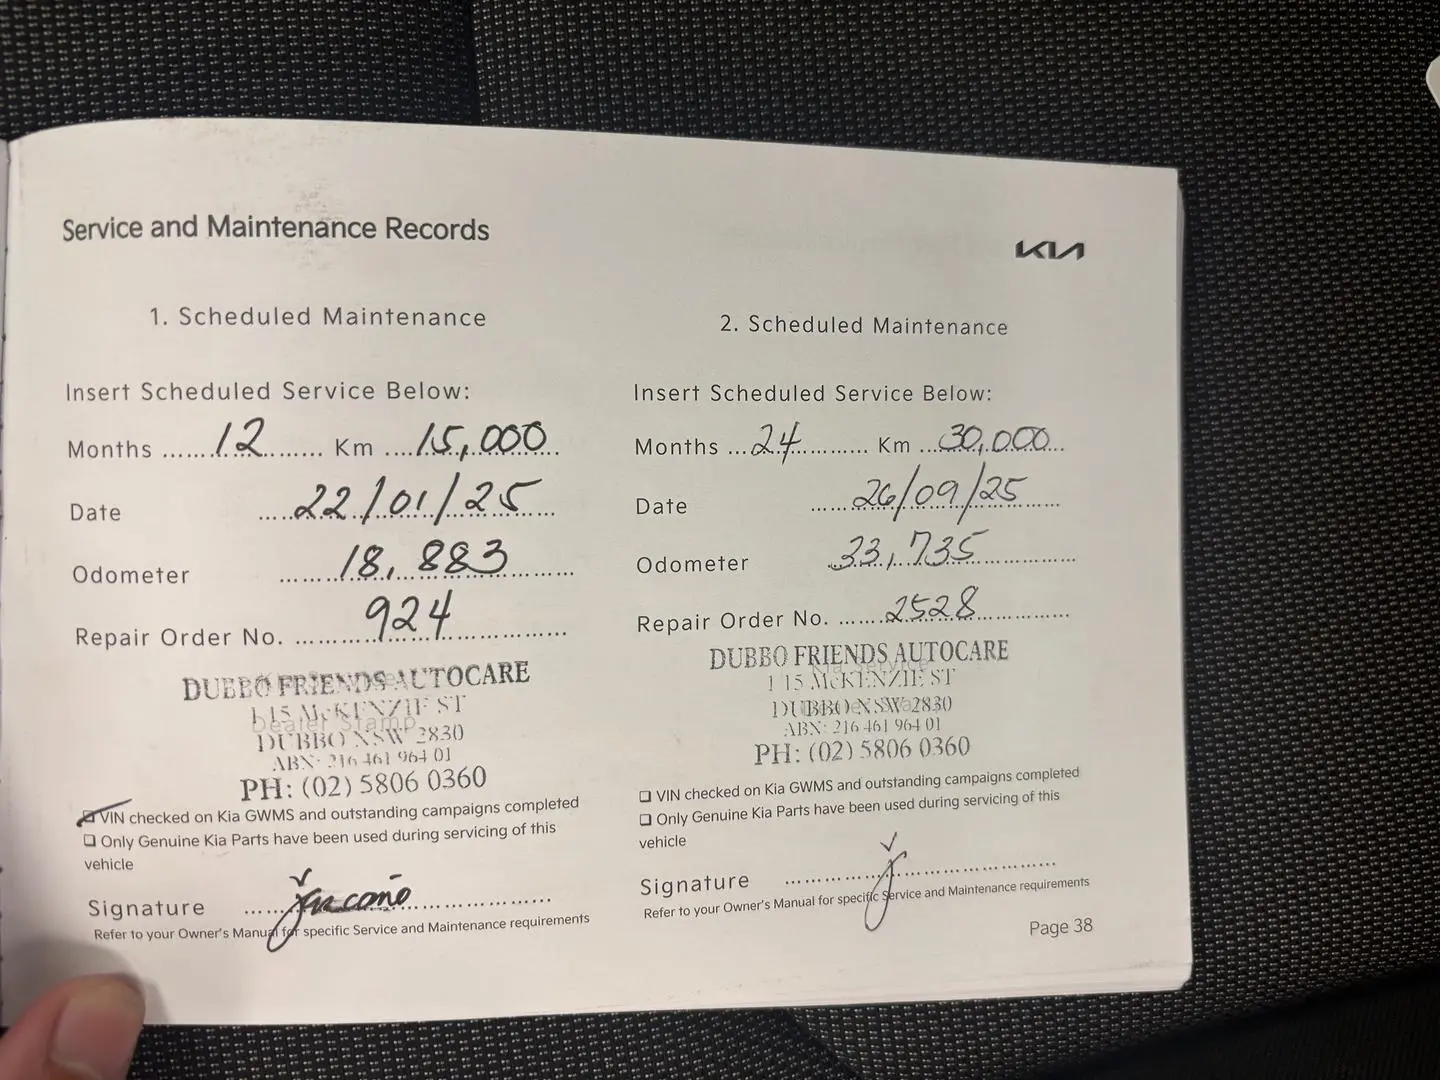 Service and Maintenance Records
KIA
1. Scheduled Maintenance
Insert Scheduled Service Below:
Months ......12........ Km ....15,000..
Date ....22/01/25...
Odometer .......18,883.........
Repair Order No. ..........924...............
DUBBO FRIENDS AUTOCARE
115 McKENZIE ST
Dealer Stamp
DUBBO NSW 2830
ABN: 216 461 964 01
PH: (02) 5806 0360
VIN checked on Kia GWMS and outstanding campaigns completed
❑ Only Genuine Kia Parts have been used during servicing of this
vehicle
Signature
Refer to your Owner's Manual for specific Service and Maintenance requirements
2. Scheduled Maintenance
Insert Scheduled Service Below:
Months ...24........... Km ...30,000...
Date ......26/09/25.....
Odometer ..33,735...............
Repair Order No. .......2528...............
DUBBO FRIENDS AUTOCARE
115 McKENZIE ST
DUBBO NSW 2830
ABN: 216 461 964 01
PH: (02) 5806 0360
❑ VIN checked on Kia GWMS and outstanding campaigns completed
❑ Only Genuine Kia Parts have been used during servicing of this
vehicle
Signature
Refer to your Owner's Manual for specific Service and Maintenance requirements
Page 38